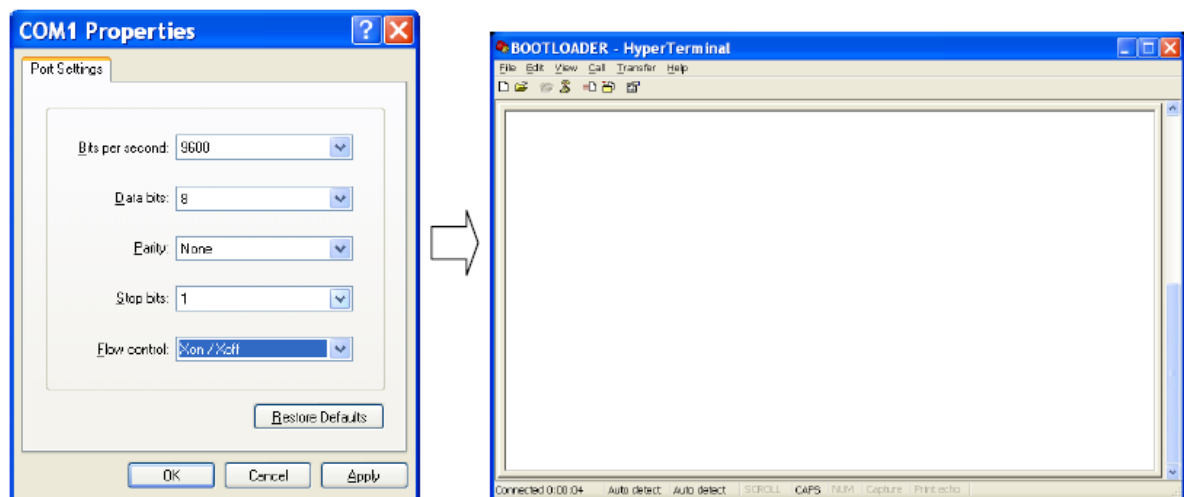 COM1 Properties
Port Settings
Bits per second: 9600
Data bits: 8
Parity: None
Stop bits: 1
Flow control: Xon / Xoff
Restore Defaults
OK Cancel Apply
BOOTLOADER - HyperTerminal
File Edit View Call Transfer Help
Connected 0:00:04 Auto detect Auto detect SCROLL CAPS NUM Capture Print echo